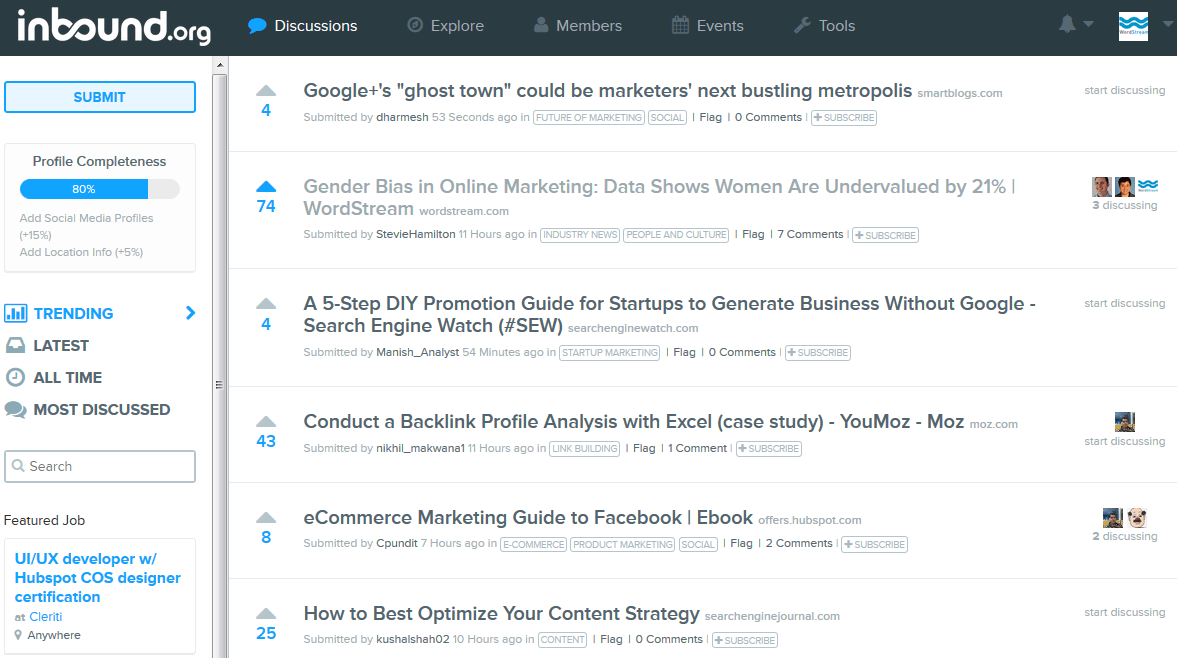 inbound.org
Discussions
Explore
Members
Events
Tools
WordStream
SUBMIT
Profile Completeness
80%
Add Social Media Profiles
(+15%)
Add Location Info (+5%)
TRENDING
LATEST
ALL TIME
MOST DISCUSSED
Search
Featured Job
UI/UX developer w/
Hubspot COS designer
certification
at Cleriti
Anywhere
4
Google+'s "ghost town" could be marketers' next bustling metropolis smartblogs.com
Submitted by dharmesh 53 Seconds ago in FUTURE OF MARKETING SOCIAL | Flag | 0 Comments | + SUBSCRIBE
start discussing
74
Gender Bias in Online Marketing: Data Shows Women Are Undervalued by 21% |
WordStream wordstream.com
Submitted by StevieHamilton 11 Hours ago in INDUSTRY NEWS PEOPLE AND CULTURE | Flag | 7 Comments | + SUBSCRIBE
3 discussing
4
A 5-Step DIY Promotion Guide for Startups to Generate Business Without Google -
Search Engine Watch (#SEW) searchenginewatch.com
Submitted by Manish_Analyst 54 Minutes ago in STARTUP MARKETING | Flag | 0 Comments | + SUBSCRIBE
start discussing
43
Conduct a Backlink Profile Analysis with Excel (case study) - YouMoz - Moz moz.com
Submitted by nikhil_makwana1 11 Hours ago in LINK BUILDING | Flag | 1 Comment | + SUBSCRIBE
start discussing
8
eCommerce Marketing Guide to Facebook | Ebook offers.hubspot.com
Submitted by Cpundit 7 Hours ago in E-COMMERCE PRODUCT MARKETING SOCIAL | Flag | 2 Comments | + SUBSCRIBE
2 discussing
25
How to Best Optimize Your Content Strategy searchenginejournal.com
Submitted by kushalshah02 10 Hours ago in CONTENT | Flag | 0 Comments | + SUBSCRIBE
start discussing